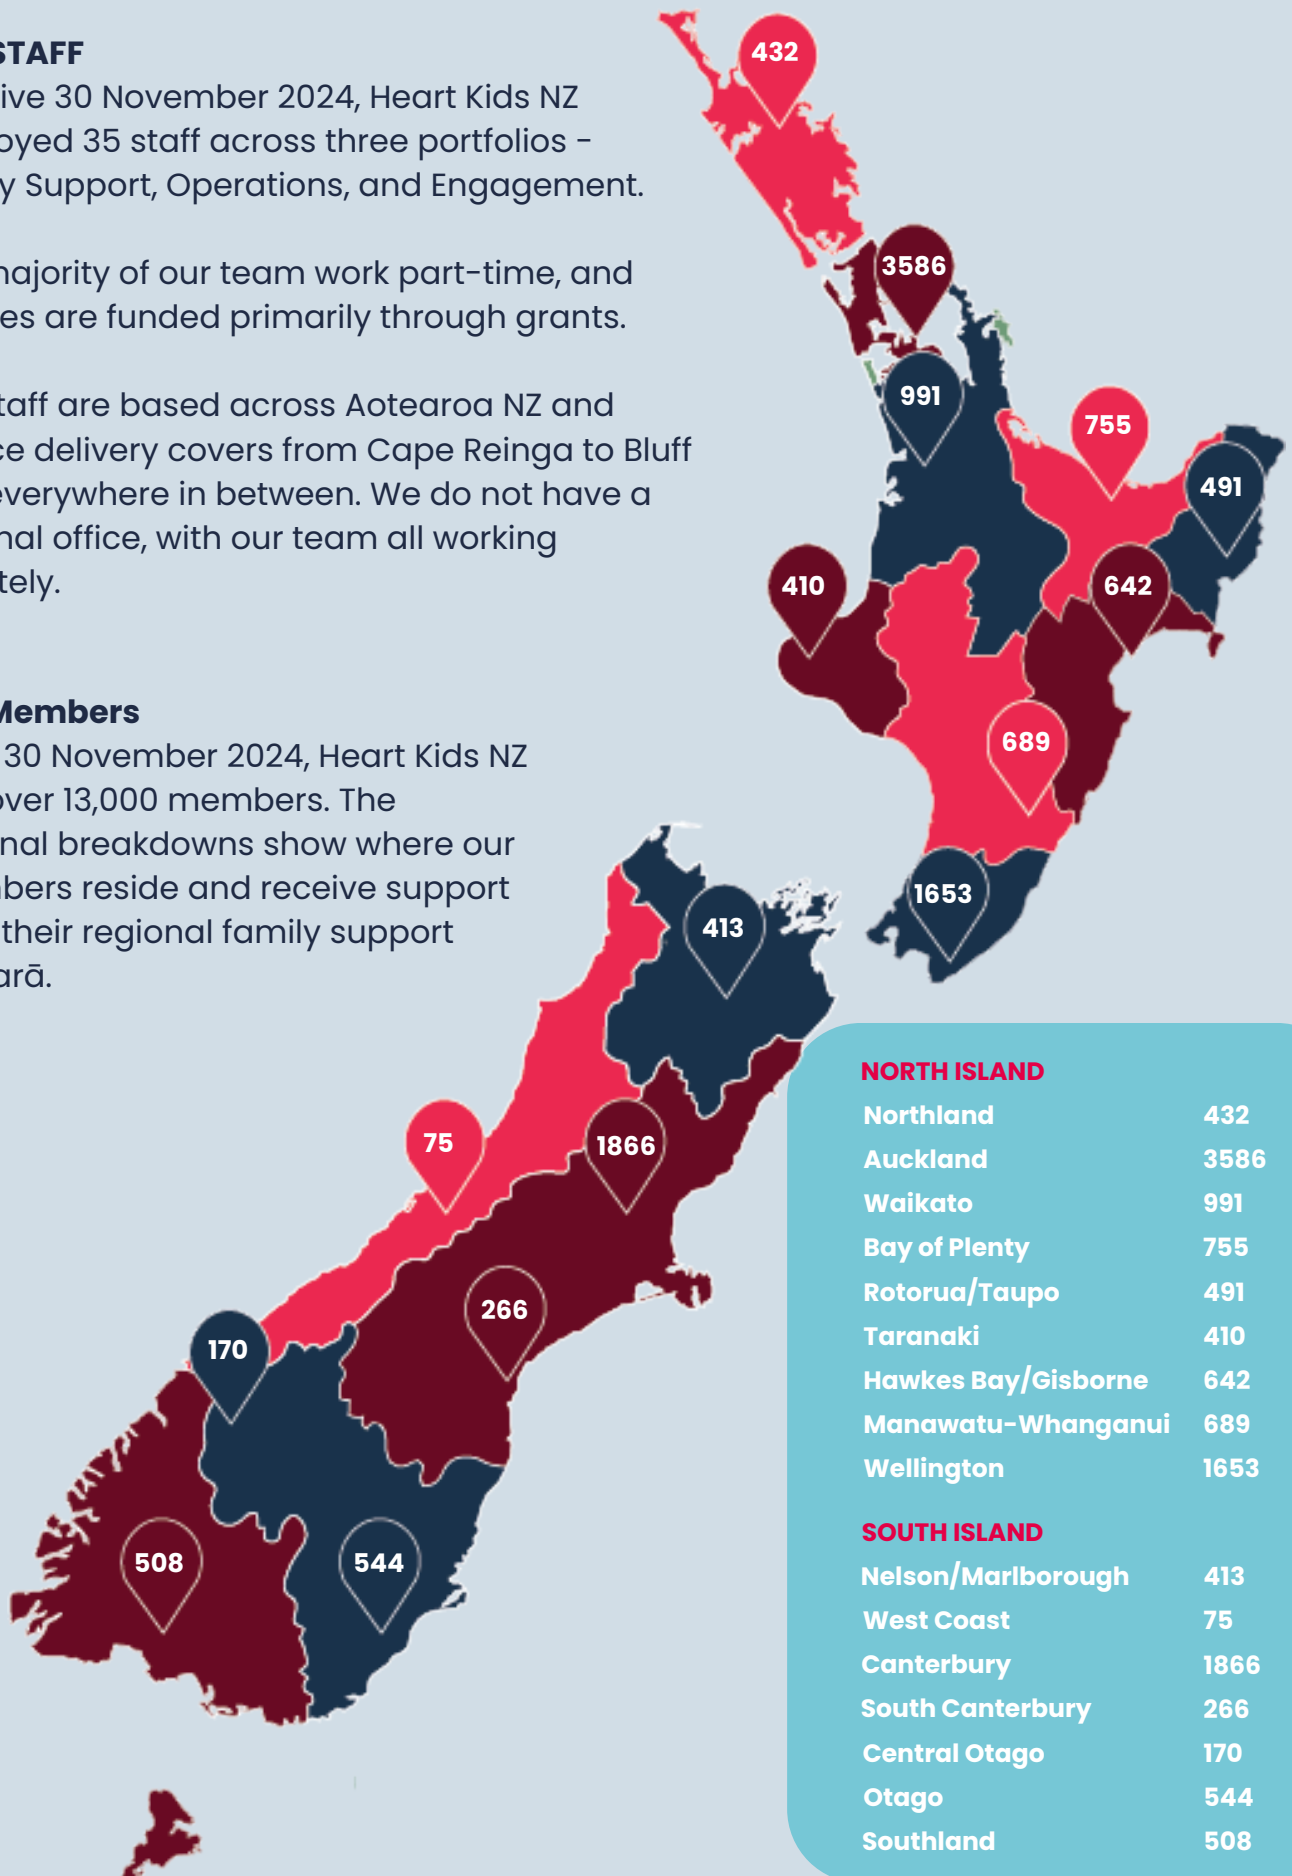 STAFF
ive 30 November 2024, Heart Kids NZ
oyed 35 staff across three portfolios -
y Support, Operations, and Engagement.
najority of our team work part-time, and
es are funded primarily through grants.
taff are based across Aotearoa NZ and
ce delivery covers from Cape Reinga to Bluff
everywhere in between. We do not have a
nal office, with our team all working
tely.
Members
30 November 2024, Heart Kids NZ
over 13,000 members. The
nal breakdowns show where our
bers reside and receive support
their regional family support
arā.
432
3586
991
755
491
410
642
689
1653
413
75
1866
266
170
508
544
NORTH ISLAND
Northland 432
Auckland 3586
Waikato 991
Bay of Plenty 755
Rotorua/Taupo 491
Taranaki 410
Hawkes Bay/Gisborne 642
Manawatu-Whanganui 689
Wellington 1653
SOUTH ISLAND
Nelson/Marlborough 413
West Coast 75
Canterbury 1866
South Canterbury 266
Central Otago 170
Otago 544
Southland 508